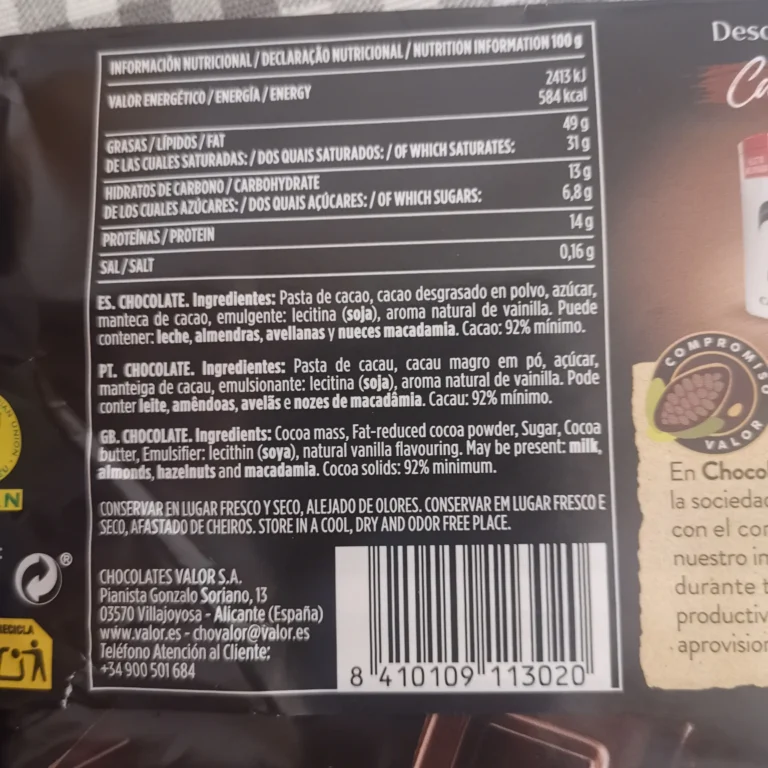 INFORMACIÓN NUTRICIONAL / DECLARAÇÃO NUTRICIONAL / NUTRITION INFORMATION 100 g
VALOR ENERGÉTICO / ENERGÍA / ENERGY 2413 kJ
584 kcal
GRASAS / LÍPIDOS / FAT 49 g
DE LAS CUALES SATURADAS: / DOS QUAIS SATURADOS: / OF WHICH SATURATES: 31 g
HIDRATOS DE CARBONO / CARBOHYDRATE 13 g
DE LOS CUALES AZÚCARES: / DOS QUAIS AÇÚCARES: / OF WHICH SUGARS: 6,8 g
PROTEÍNAS / PROTEIN 14 g
SAL / SALT 0,16 g
ES. CHOCOLATE. Ingredientes: Pasta de cacao, cacao desgrasado en polvo, azúcar,
manteca de cacao, emulgente: lecitina (soja), aroma natural de vainilla. Puede
contener: leche, almendras, avellanas y nueces macadamia. Cacao: 92% mínimo.
PT. CHOCOLATE. Ingredientes: Pasta de cacau, cacau magro em pó, açúcar,
manteiga de cacau, emulsionante: lecitina (soja), aroma natural de vainilla. Pode
conter leite, amêndoas, avelãs e nozes de macadâmia. Cacau: 92% mínimo.
GB. CHOCOLATE. Ingredients: Cocoa mass, Fat-reduced cocoa powder, Sugar, Cocoa
butter, Emulsifier: lecithin (soya), natural vanilla flavouring. May be present: milk,
almonds, hazelnuts and macadamia. Cocoa solids: 92% minimum.
CONSERVAR EN LUGAR FRESCO Y SECO, ALEJADO DE OLORES. CONSERVAR EM LUGAR FRESCO E
SECO, AFASTADO DE CHEIROS. STORE IN A COOL, DRY AND ODOR FREE PLACE.
CHOCOLATES VALOR S.A.
Pianista Gonzalo Soriano, 13
03570 Villajoyosa - Alicante (España)
www.valor.es - chovalor@valor.es
Teléfono Atención al Cliente:
+34 900 501 684
8 410109 113020
Desc
Ca
COMPROMISO
VALOR
En Chocol
la sociedad
con el com
nuestro in
durante t
productiv
aprovision
N
®
RECICLA